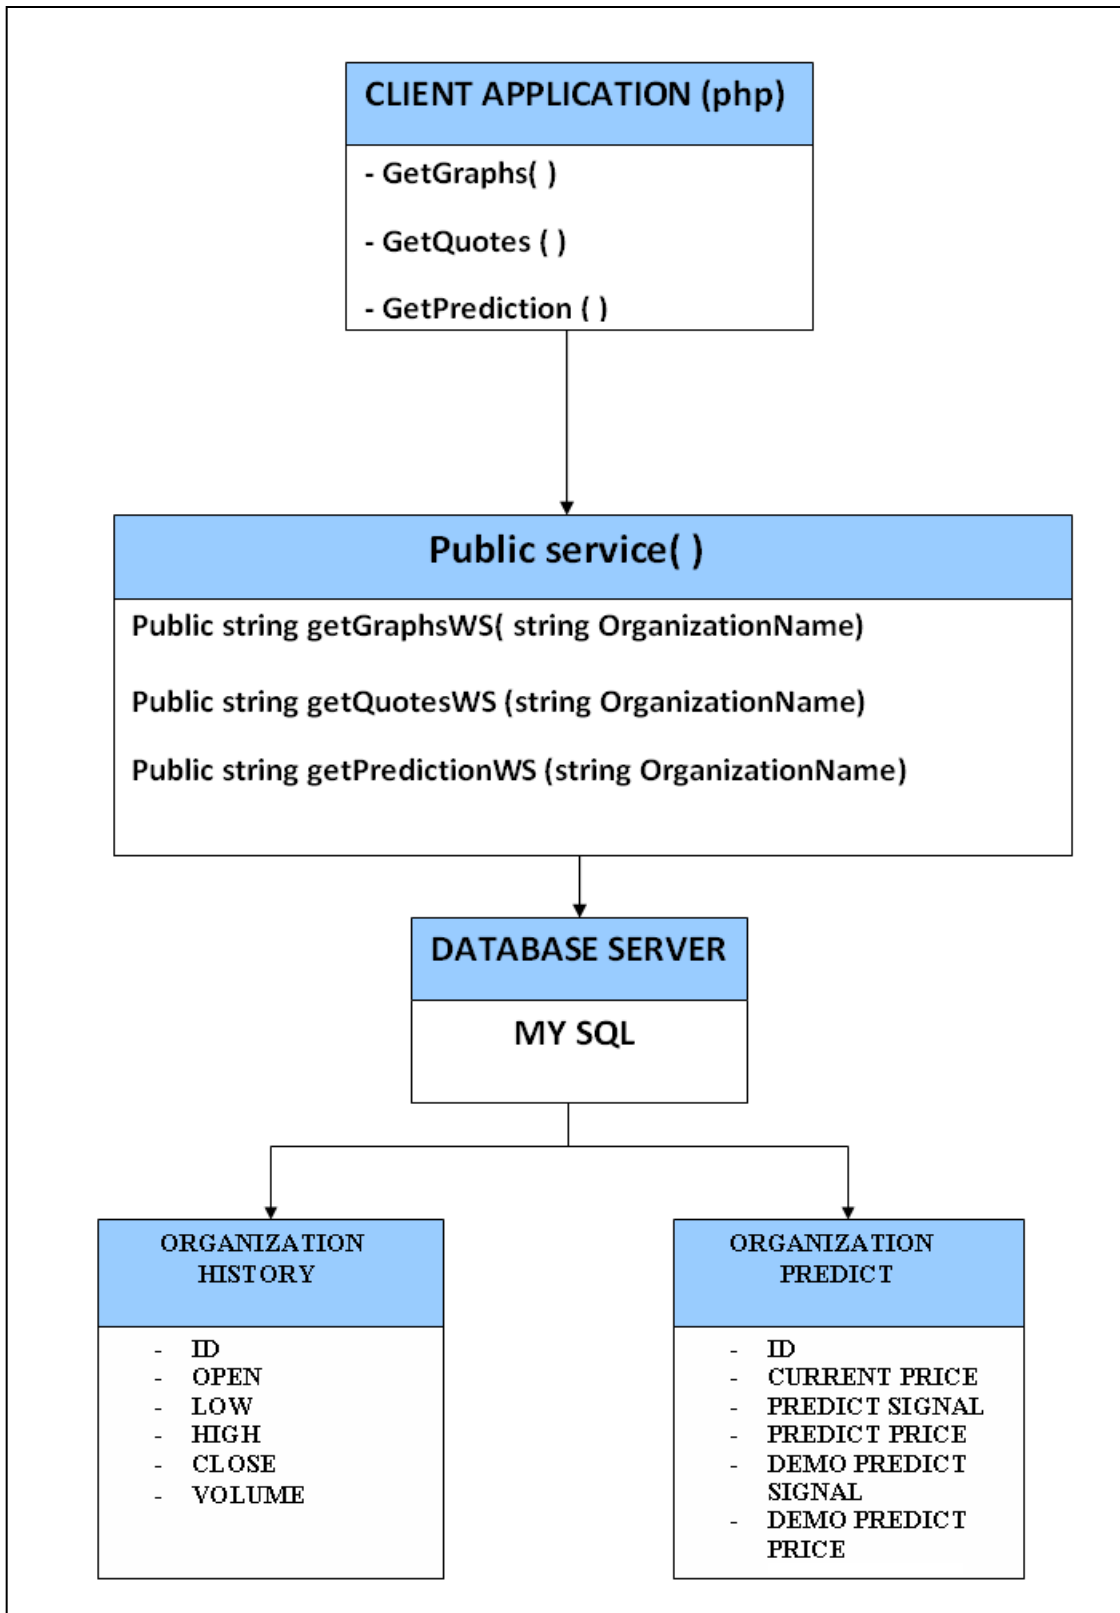 CLIENT APPLICATION (php)
- GetGraphs( )
- GetQuotes ( )
- GetPrediction ( )
Public service( )
Public string getGraphsWS( string OrganizationName)
Public string getQuotesWS (string OrganizationName)
Public string getPredictionWS (string OrganizationName)
DATABASE SERVER
MY SQL
ORGANIZATION
HISTORY
- ID
- OPEN
- LOW
- HIGH
- CLOSE
- VOLUME
ORGANIZATION
PREDICT
- ID
- CURRENT PRICE
- PREDICT SIGNAL
- PREDICT PRICE
- DEMO PREDICT
SIGNAL
- DEMO PREDICT
PRICE